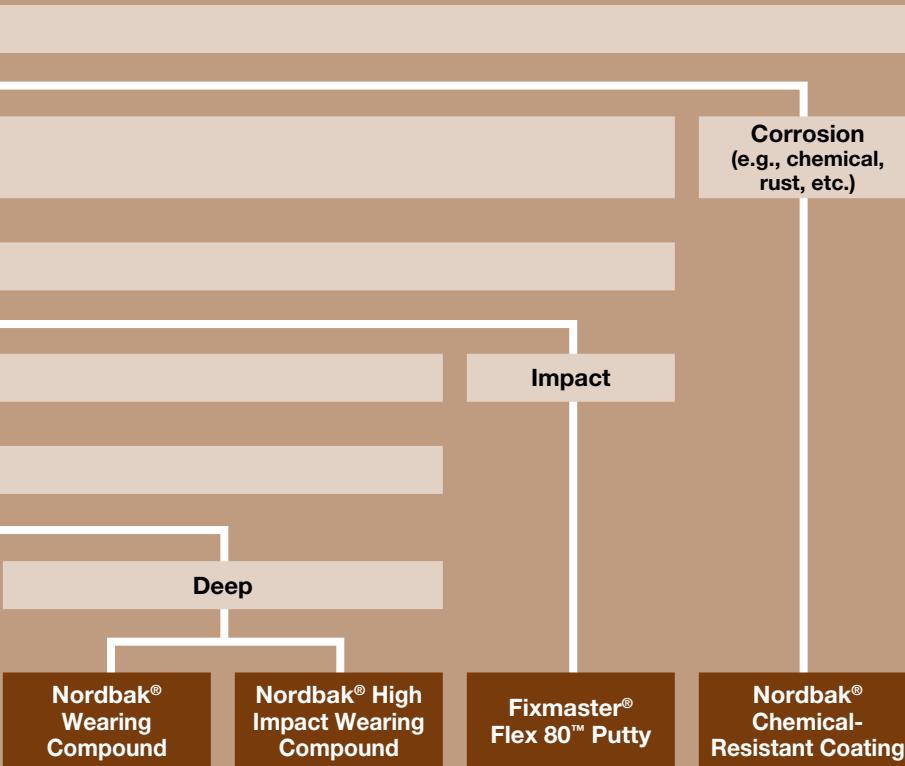 Corrosion
(e.g., chemical,
rust, etc.)
Impact
Deep
Nordbak®
Wearing
Compound
Nordbak® High
Impact Wearing
Compound
Fixmaster®
Flex 80™ Putty
Nordbak®
Chemical-
Resistant Coating